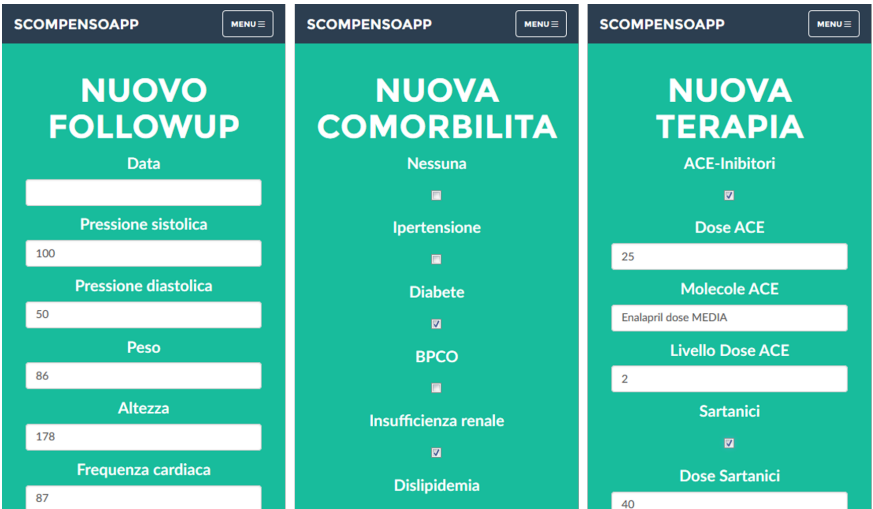 SCOMPENSOAPP
MENU
NUOVO
FOLLOWUP
Data
Pressione sistolica
100
Pressione diastolica
50
Peso
86
Altezza
178
Frequenza cardiaca
87
SCOMPENSOAPP
MENU
NUOVA
COMORBILITA
Nessuna
Ipertensione
Diabete
BPCO
Insufficienza renale
Dislipidemia
SCOMPENSOAPP
MENU
NUOVA
TERAPIA
ACE-Inibitori
Dose ACE
25
Molecole ACE
Enalapril dose MEDIA
Livello Dose ACE
2
Sartanici
Dose Sartanici
40